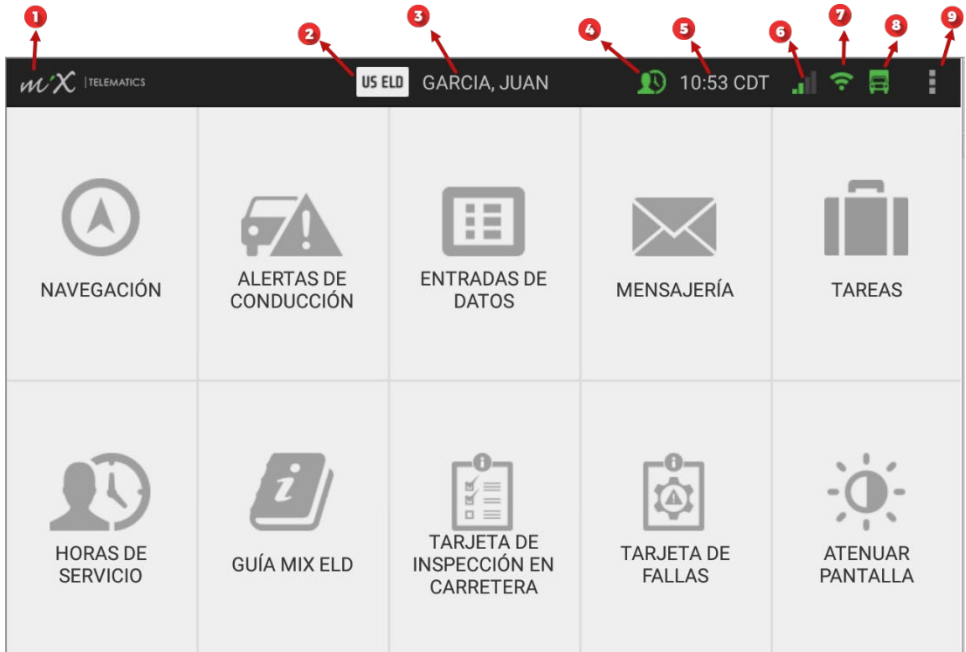 1 2 3 4 5 6 7 8 9
mix | TELEMATICS US ELD GARCIA, JUAN 10:53 CDT
NAVEGACIÓN
ALERTAS DE
CONDUCCIÓN
ENTRADAS DE
DATOS
MENSAJERÍA
TAREAS
HORAS DE
SERVICIO
i
GUÍA MIX ELD
TARJETA DE
INSPECCIÓN EN
CARRETERA
TARJETA DE
FALLAS
ATENUAR
PANTALLA